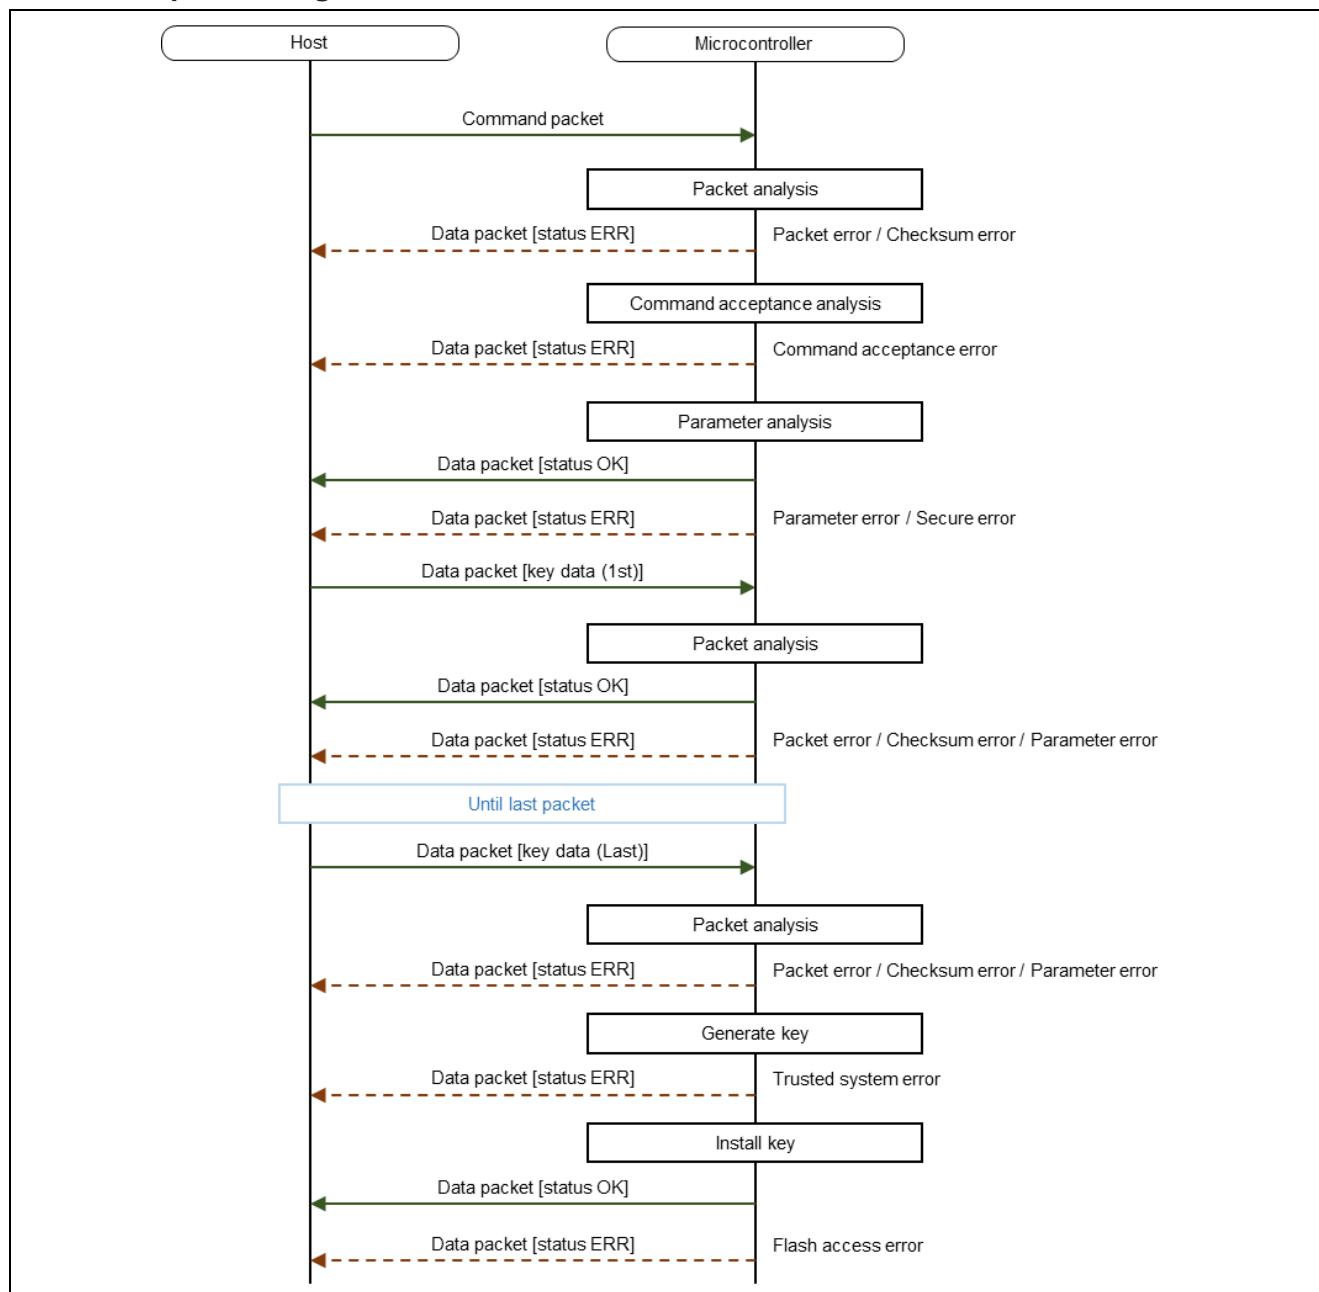 Host
Microcontroller
Command packet
Packet analysis
Data packet [status ERR]
Packet error / Checksum error
Command acceptance analysis
Data packet [status ERR]
Command acceptance error
Parameter analysis
Data packet [status OK]
Data packet [status ERR]
Parameter error / Secure error
Data packet [key data (1st)]
Packet analysis
Data packet [status OK]
Data packet [status ERR]
Packet error / Checksum error / Parameter error
Until last packet
Data packet [key data (Last)]
Packet analysis
Data packet [status ERR]
Packet error / Checksum error / Parameter error
Generate key
Data packet [status ERR]
Trusted system error
Install key
Data packet [status OK]
Data packet [status ERR]
Flash access error